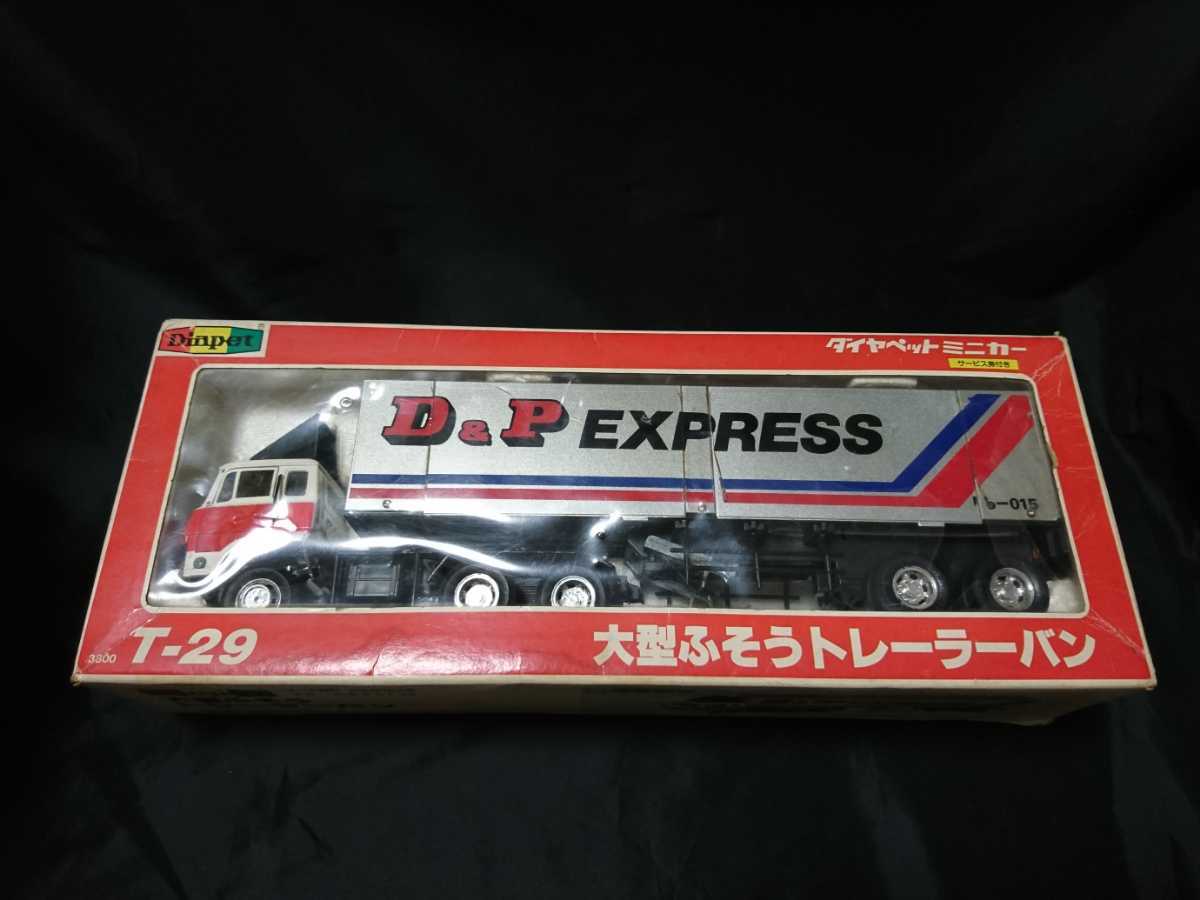 Diapet
®
ダイヤペットミニカー
サービス券付き
D&P EXPRESS
3300 T-29
大型ふそうトレーラーバン